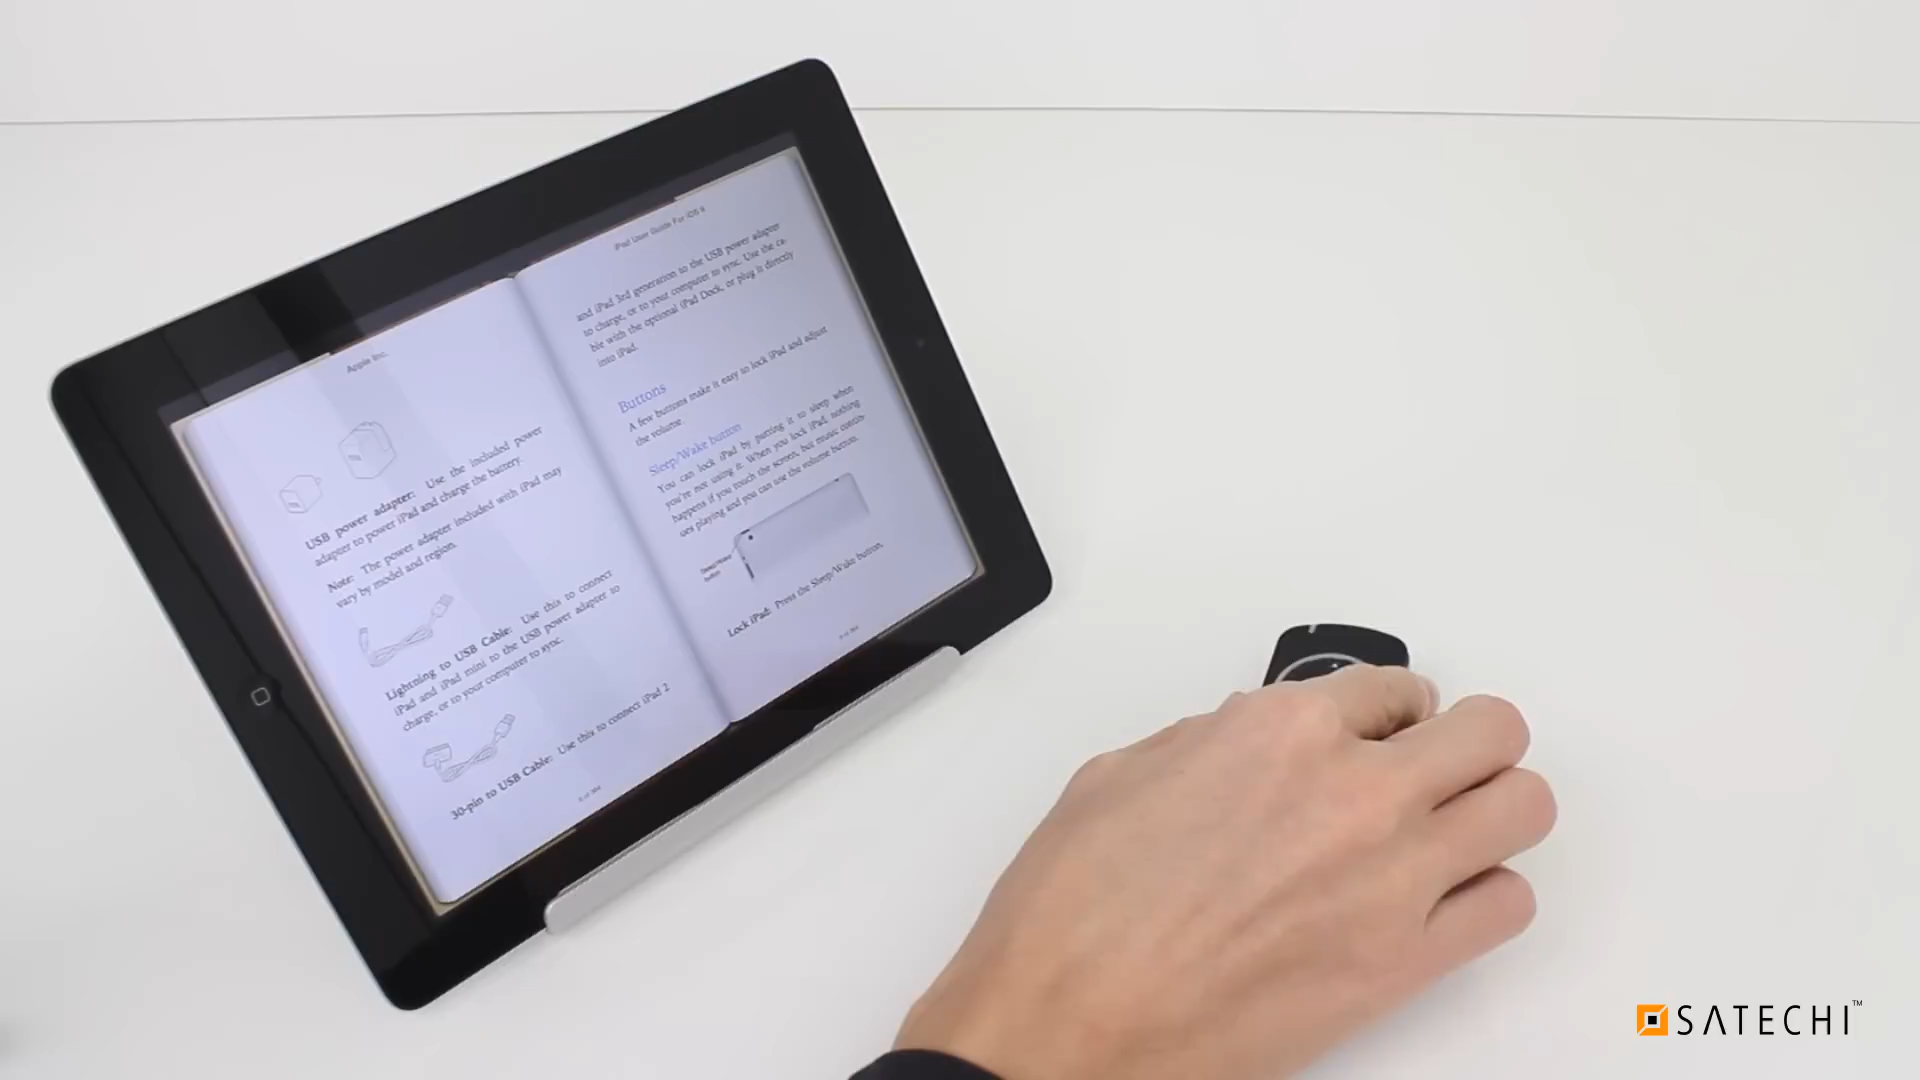 Apple Inc.
USB power adapter: Use the included power
adapter to power iPad and charge the battery.
Note: The power adapter included with iPad may
vary by model and region.
Lightning to USB Cable: Use this to connect
iPad and iPad mini to the USB power adapter to
charge, or to your computer to sync.
30-pin to USB Cable: Use this to connect iPad 2
iPad User Guide For iOS 6
and iPad 3rd generation to the USB power adapter
to charge, or to your computer to sync. Use the ca-
ble with the optional iPad Dock, or plug it directly
into iPad.
Buttons
A few buttons make it easy to lock iPad and adjust
the volume.
Sleep/Wake button
You can lock iPad by putting it to sleep when
you're not using it. When you lock iPad, nothing
happens if you touch the screen, but music contin-
ues playing and you can use the volume button.
Sleep/Wake
button
Lock iPad: Press the Sleep/Wake button.
SATECHI™